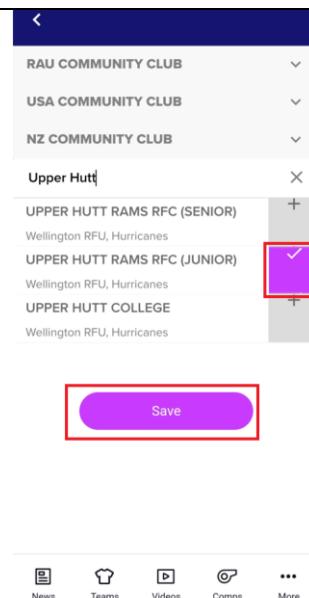 RAU COMMUNITY CLUB
USA COMMUNITY CLUB
NZ COMMUNITY CLUB
Upper Hutt
UPPER HUTT RAMS RFC (SENIOR)
Wellington RFU, Hurricanes
UPPER HUTT RAMS RFC (JUNIOR)
Wellington RFU, Hurricanes
UPPER HUTT COLLEGE
Wellington RFU, Hurricanes
Save
News Teams Videos Comps More